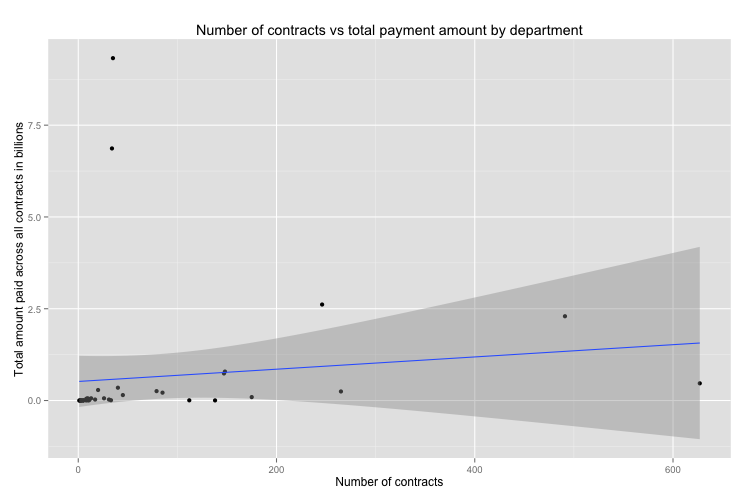 Number of contracts vs total payment amount by department
Total amount paid across all contracts in billions
7.5
5.0
2.5
0.0
0
200
400
600
Number of contracts